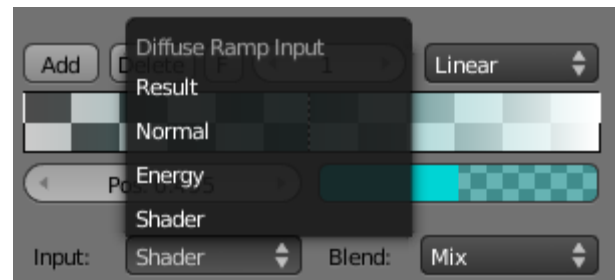 Diffuse Ramp Input
Add
Linear
Result
Normal
Energy
Shader
Input:
Shader
Blend:
Mix